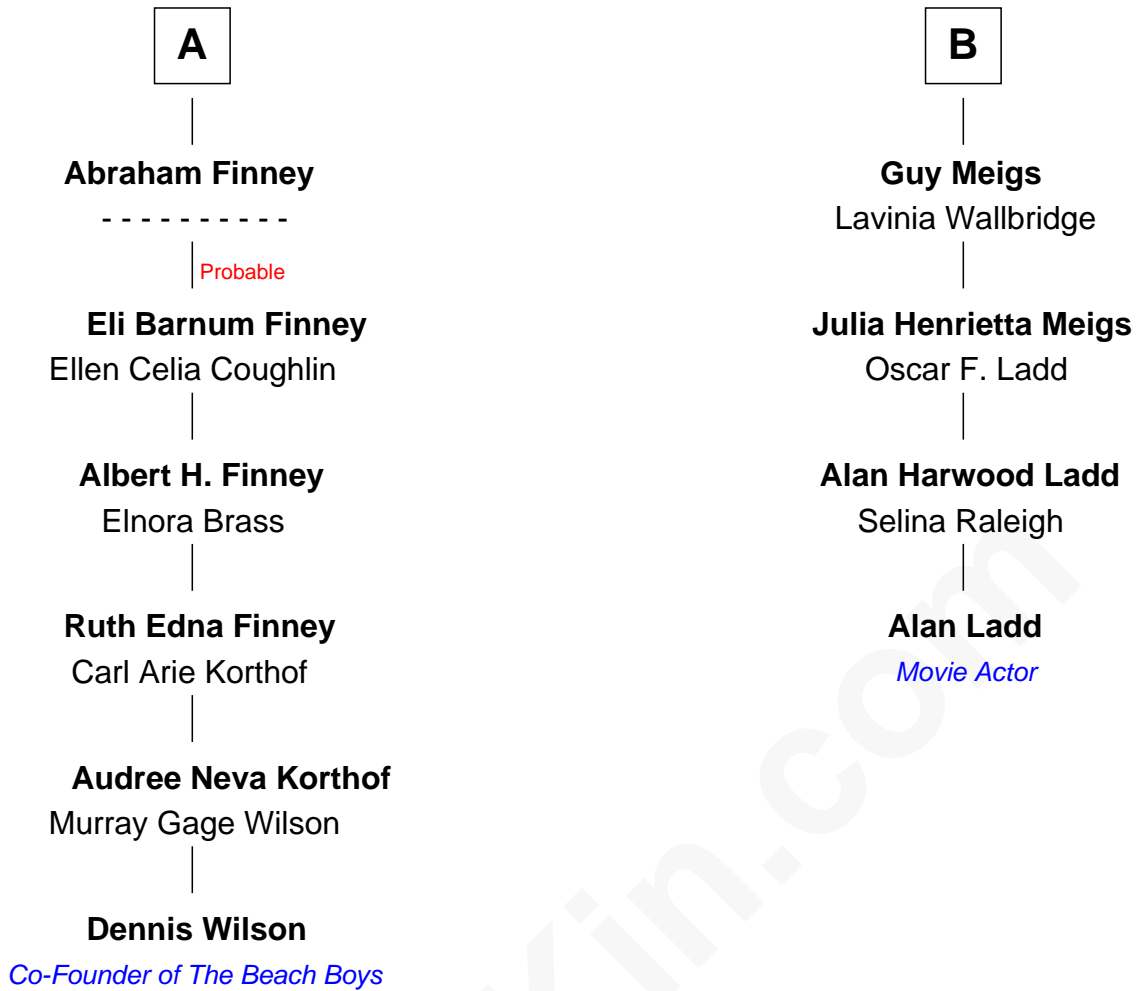 A
Abraham Finney
- - - - - - - - - -
Probable
Eli Barnum Finney
Ellen Celia Coughlin
Albert H. Finney
Elnora Brass
Ruth Edna Finney
Carl Arie Korthof
Audree Neva Korthof
Murray Gage Wilson
Dennis Wilson
Co-Founder of The Beach Boys
B
Guy Meigs
Lavinia Wallbridge
Julia Henrietta Meigs
Oscar F. Ladd
Alan Harwood Ladd
Selina Raleigh
Alan Ladd
Movie Actor
Kin.com